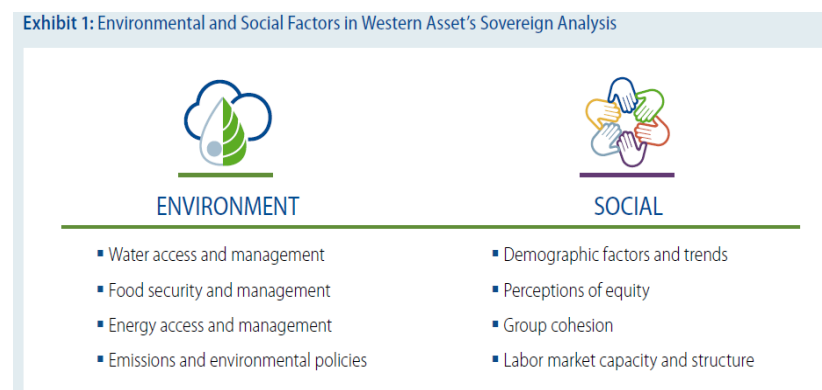 Exhibit 1: Environmental and Social Factors in Western Asset's Sovereign Analysis
ENVIRONMENT
▪ Water access and management
▪ Food security and management
▪ Energy access and management
▪ Emissions and environmental policies
SOCIAL
▪ Demographic factors and trends
▪ Perceptions of equity
▪ Group cohesion
▪ Labor market capacity and structure